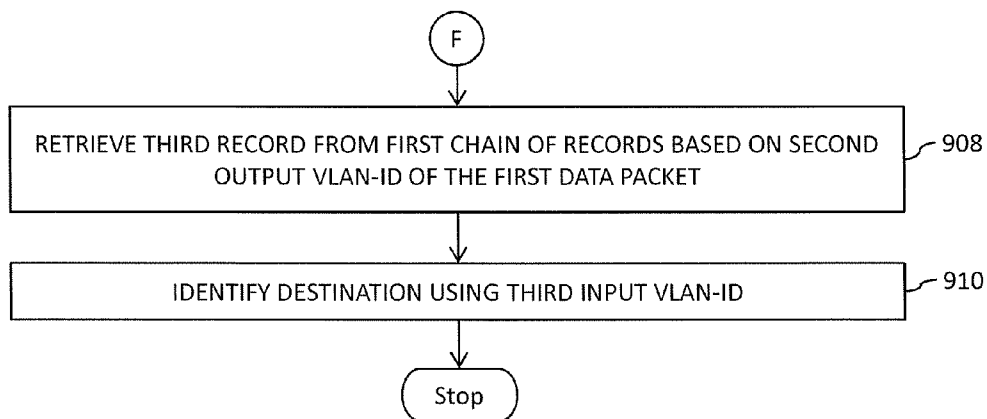 F
RETRIEVE THIRD RECORD FROM FIRST CHAIN OF RECORDS BASED ON SECOND
OUTPUT VLAN-ID OF THE FIRST DATA PACKET
908
IDENTIFY DESTINATION USING THIRD INPUT VLAN-ID
910
Stop